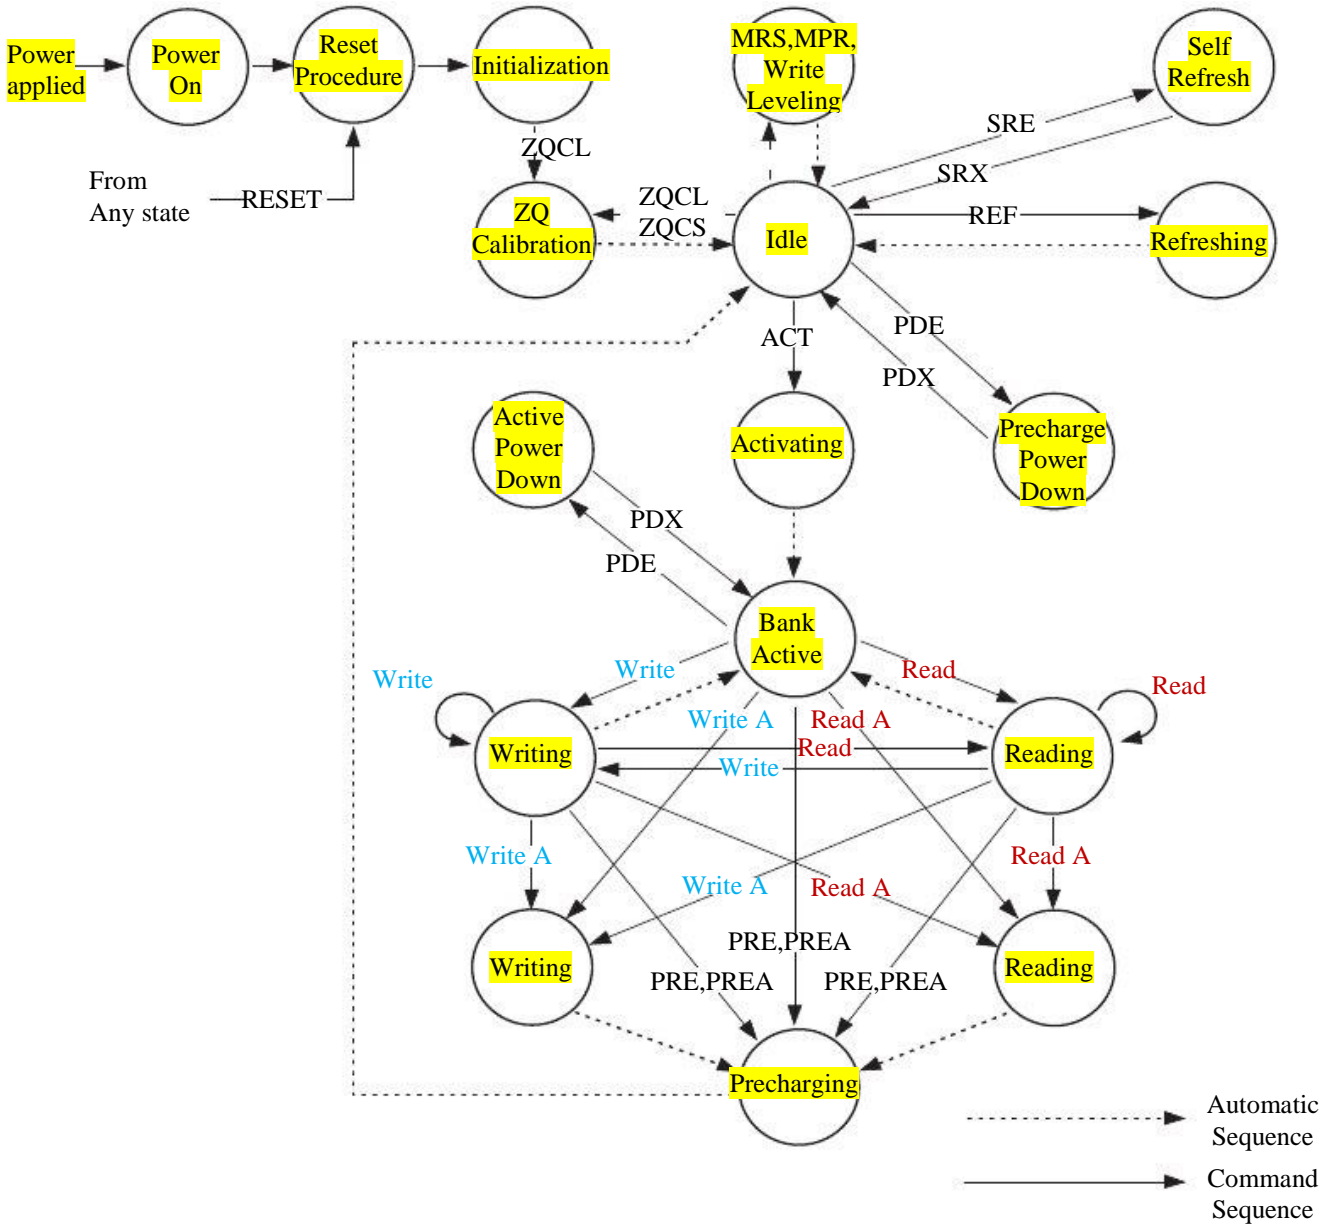 Power
applied
Power
On
Reset
Procedure
Initialization
MRS,MPR,
Write
Leveling
Self
Refresh
ZQCL
SRE
SRX
From
Any state
RESET
ZQ
Calibration
ZQCL
ZQCS
Idle
REF
Refreshing
ACT
PDE
PDX
Active
Power
Down
Activating
Precharge
Power
Down
PDX
PDE
Bank
Active
Write
Write
Read
Read
Write A
Read A
Writing
Read
Write
Reading
Write A
Read A
Write A
Read A
PRE,PREA
Writing
Reading
PRE,PREA
PRE,PREA
Precharging
Automatic
Sequence
Command
Sequence